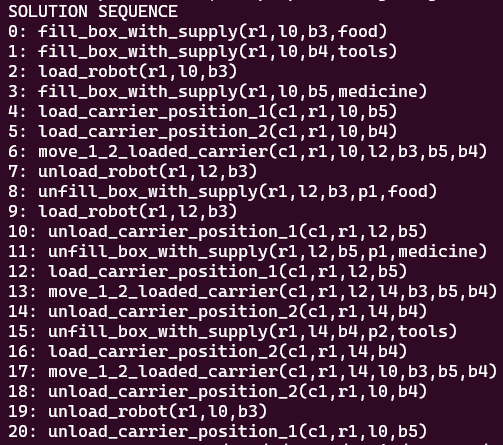 SOLUTION SEQUENCE
0: fill_box_with_supply(r1,l0,b3,food)
1: fill_box_with_supply(r1,l0,b4,tools)
2: load_robot(r1,l0,b3)
3: fill_box_with_supply(r1,l0,b5,medicine)
4: load_carrier_position_1(c1,r1,l0,b5)
5: load_carrier_position_2(c1,r1,l0,b4)
6: move_1_2_loaded_carrier(c1,r1,l0,l2,b3,b5,b4)
7: unload_robot(r1,l2,b3)
8: unfill_box_with_supply(r1,l2,b3,p1,food)
9: load_robot(r1,l2,b3)
10: unload_carrier_position_1(c1,r1,l2,b5)
11: unfill_box_with_supply(r1,l2,b5,p1,medicine)
12: load_carrier_position_1(c1,r1,l2,b5)
13: move_1_2_loaded_carrier(c1,r1,l2,l4,b3,b5,b4)
14: unload_carrier_position_2(c1,r1,l4,b4)
15: unfill_box_with_supply(r1,l4,b4,p2,tools)
16: load_carrier_position_2(c1,r1,l4,b4)
17: move_1_2_loaded_carrier(c1,r1,l4,l0,b3,b5,b4)
18: unload_carrier_position_2(c1,r1,l0,b4)
19: unload_robot(r1,l0,b3)
20: unload_carrier_position_1(c1,r1,l0,b5)